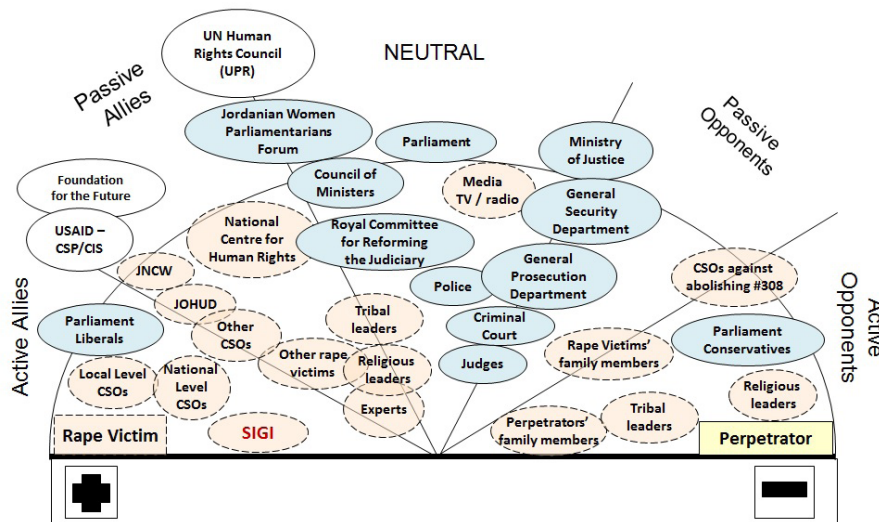 UN Human
Rights Council
(UPR)
NEUTRAL
Passive
Allies
Passive
Opponents
Jordanian Women
Parliamentarians
Forum
Parliament
Ministry
of Justice
Council of
Ministers
Media
TV / radio
General
Security
Department
Foundation
for the Future
USAID –
CSP/CIS
National
Centre for
Human Rights
Royal Committee
for Reforming
the Judiciary
JNCW
Police
General
Prosecution
Department
CSOs against
abolishing #308
JOHUD
Tribal
leaders
Criminal
Court
Active Allies
Parliament
Liberals
Other
CSOs
Parliament
Conservatives
Active
Opponents
Local Level
CSOs
National
Level
CSOs
Other rape
victims
Religious
leaders
Judges
Rape Victims’
family members
Religious
leaders
Experts
Rape Victim
SIGI
Perpetrators’
family members
Tribal
leaders
Perpetrator